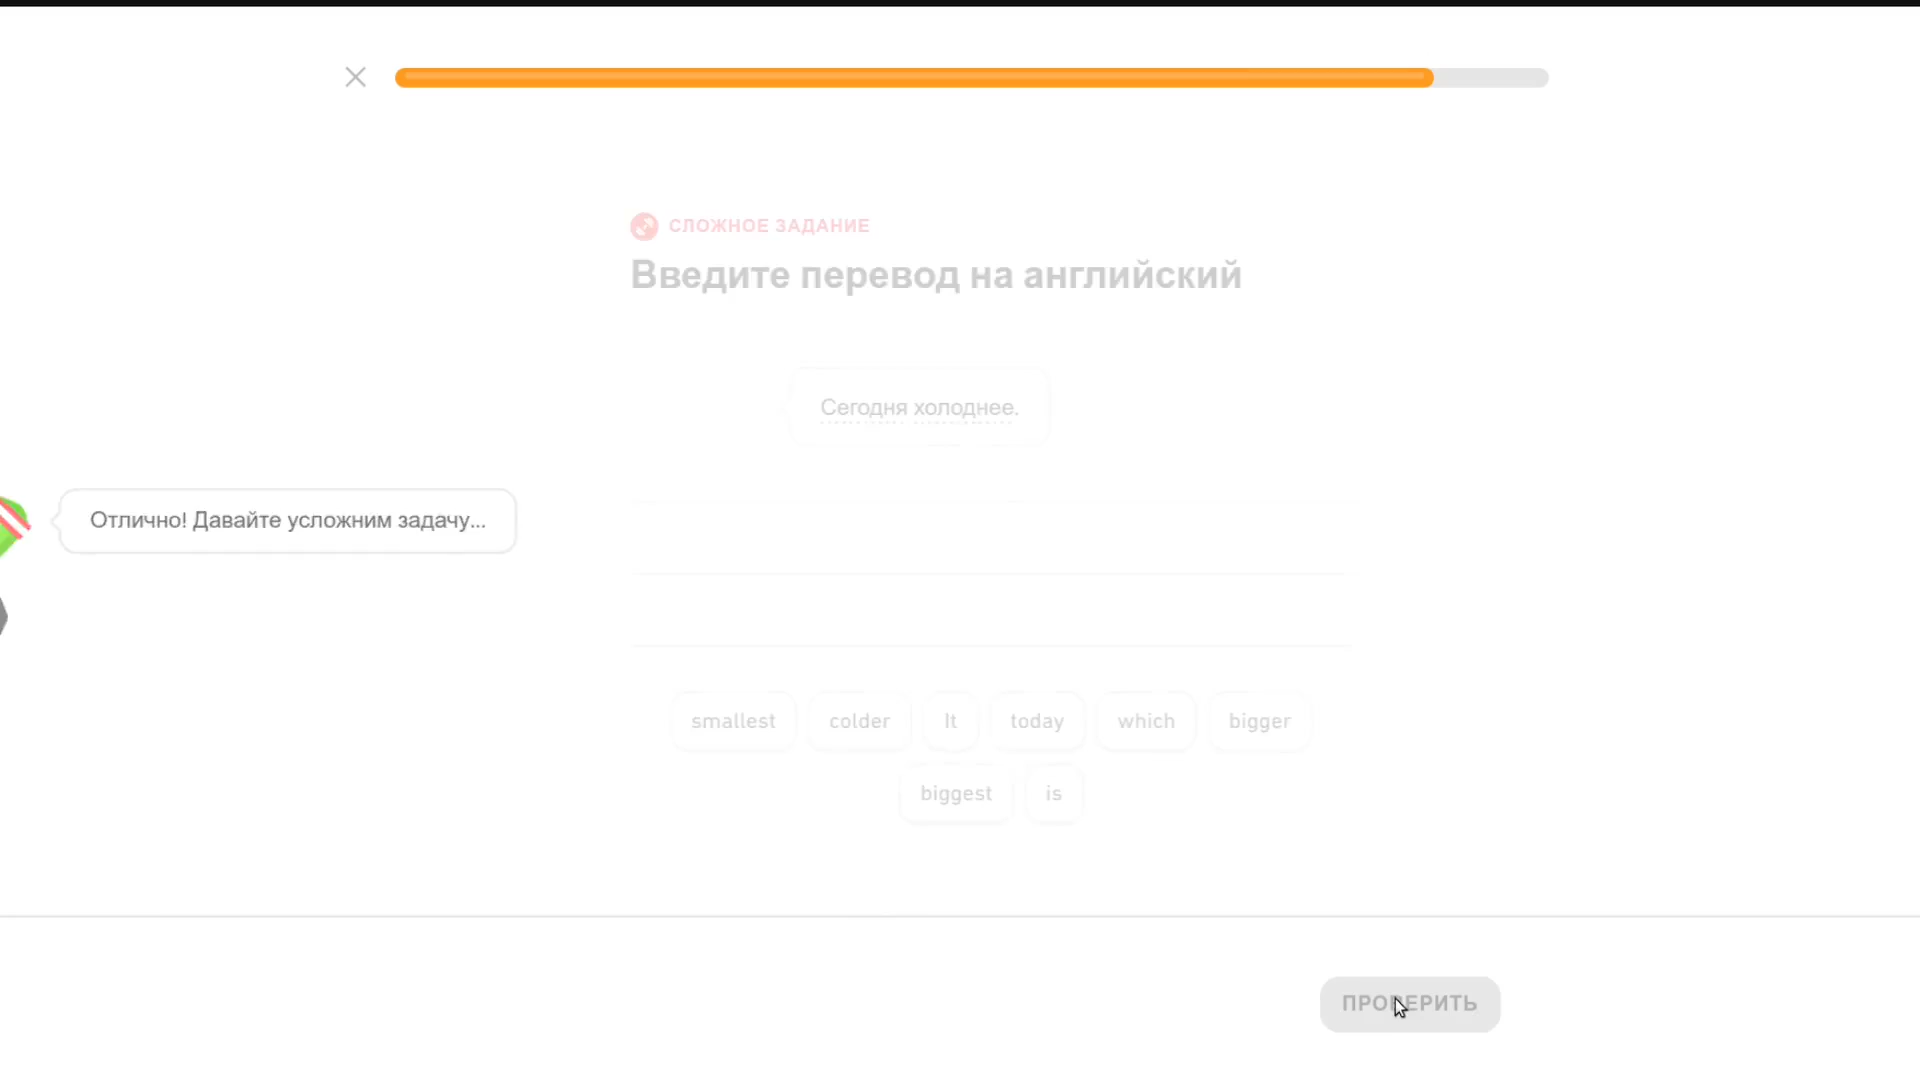 СЛОЖНОЕ ЗАДАНИЕ
Введите перевод на английский
Сегодня холоднее.
Отлично! Давайте усложним задачу...
smallest colder It today which bigger
biggest is
ПРОВЕРИТЬ